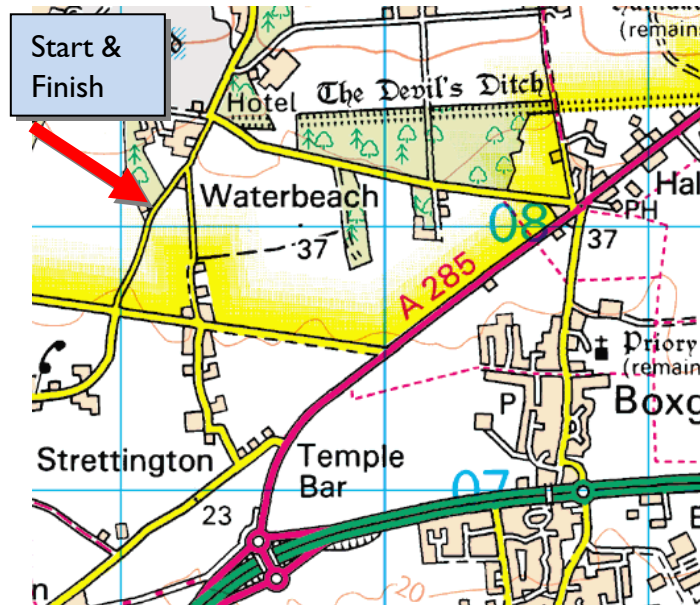 Start &
Finish
(remain
The Devil's Ditch
Hotel
Hal
Waterbeach
PH
08
37
37
A 285
Priory
(remain
P
Boxg
Strettington
Temple
Bar
07
23
20